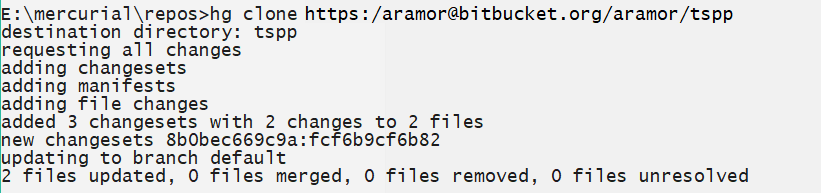 E:\mercurial\repos>hg clone https:/aramor@bitbucket.org/aramor/tspp
destination directory: tspp
requesting all changes
adding changesets
adding manifests
adding file changes
added 3 changesets with 2 changes to 2 files
new changesets 8b0bec669c9a:fcf6b9cf6b82
updating to branch default
2 files updated, 0 files merged, 0 files removed, 0 files unresolved